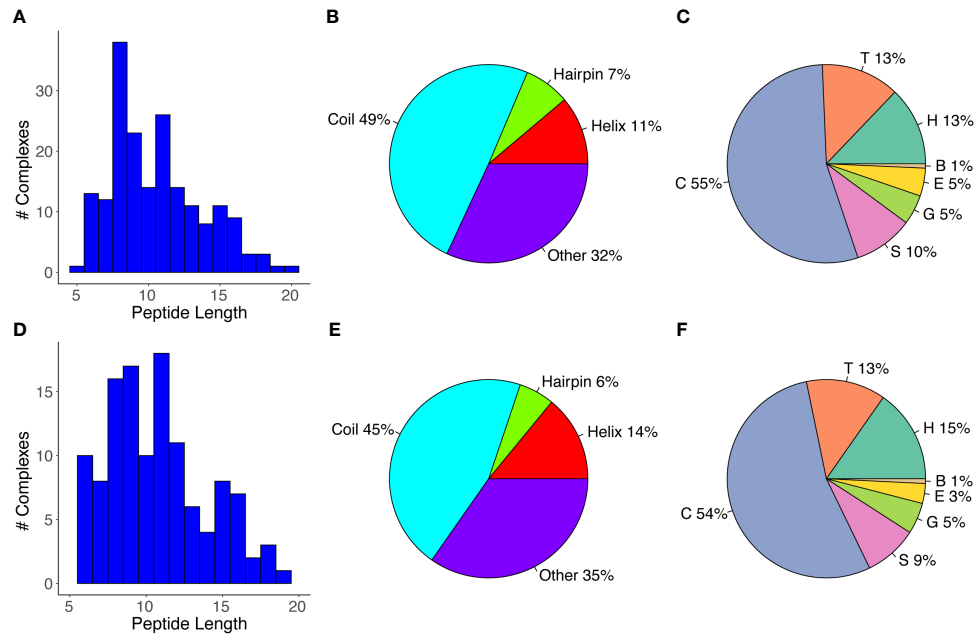 A
# Complexes
30
20
10
0
5
10
15
20
Peptide Length
B
Hairpin 7%
Coil 49%
Helix 11%
Other 32%
C
T 13%
H 13%
B 1%
E 5%
G 5%
C 55%
S 10%
D
# Complexes
15
10
5
0
5
10
15
20
Peptide Length
E
Hairpin 6%
Coil 45%
Helix 14%
Other 35%
F
T 13%
H 15%
B 1%
E 3%
G 5%
C 54%
S 9%